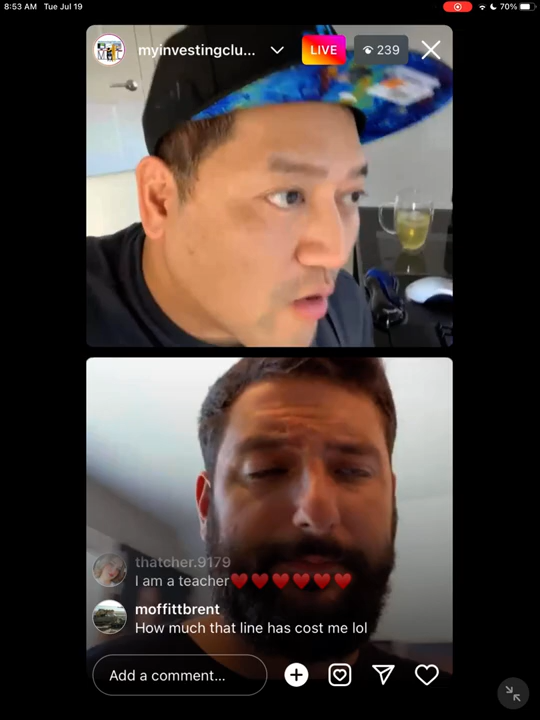 8:53 AM Tue Jul 19
70%
myinvestingclu...
LIVE
239
thatcher.9179
I am a teacher❤️❤️❤️❤️❤️❤️
moffittbrent
How much that line has cost me lol
Add a comment...